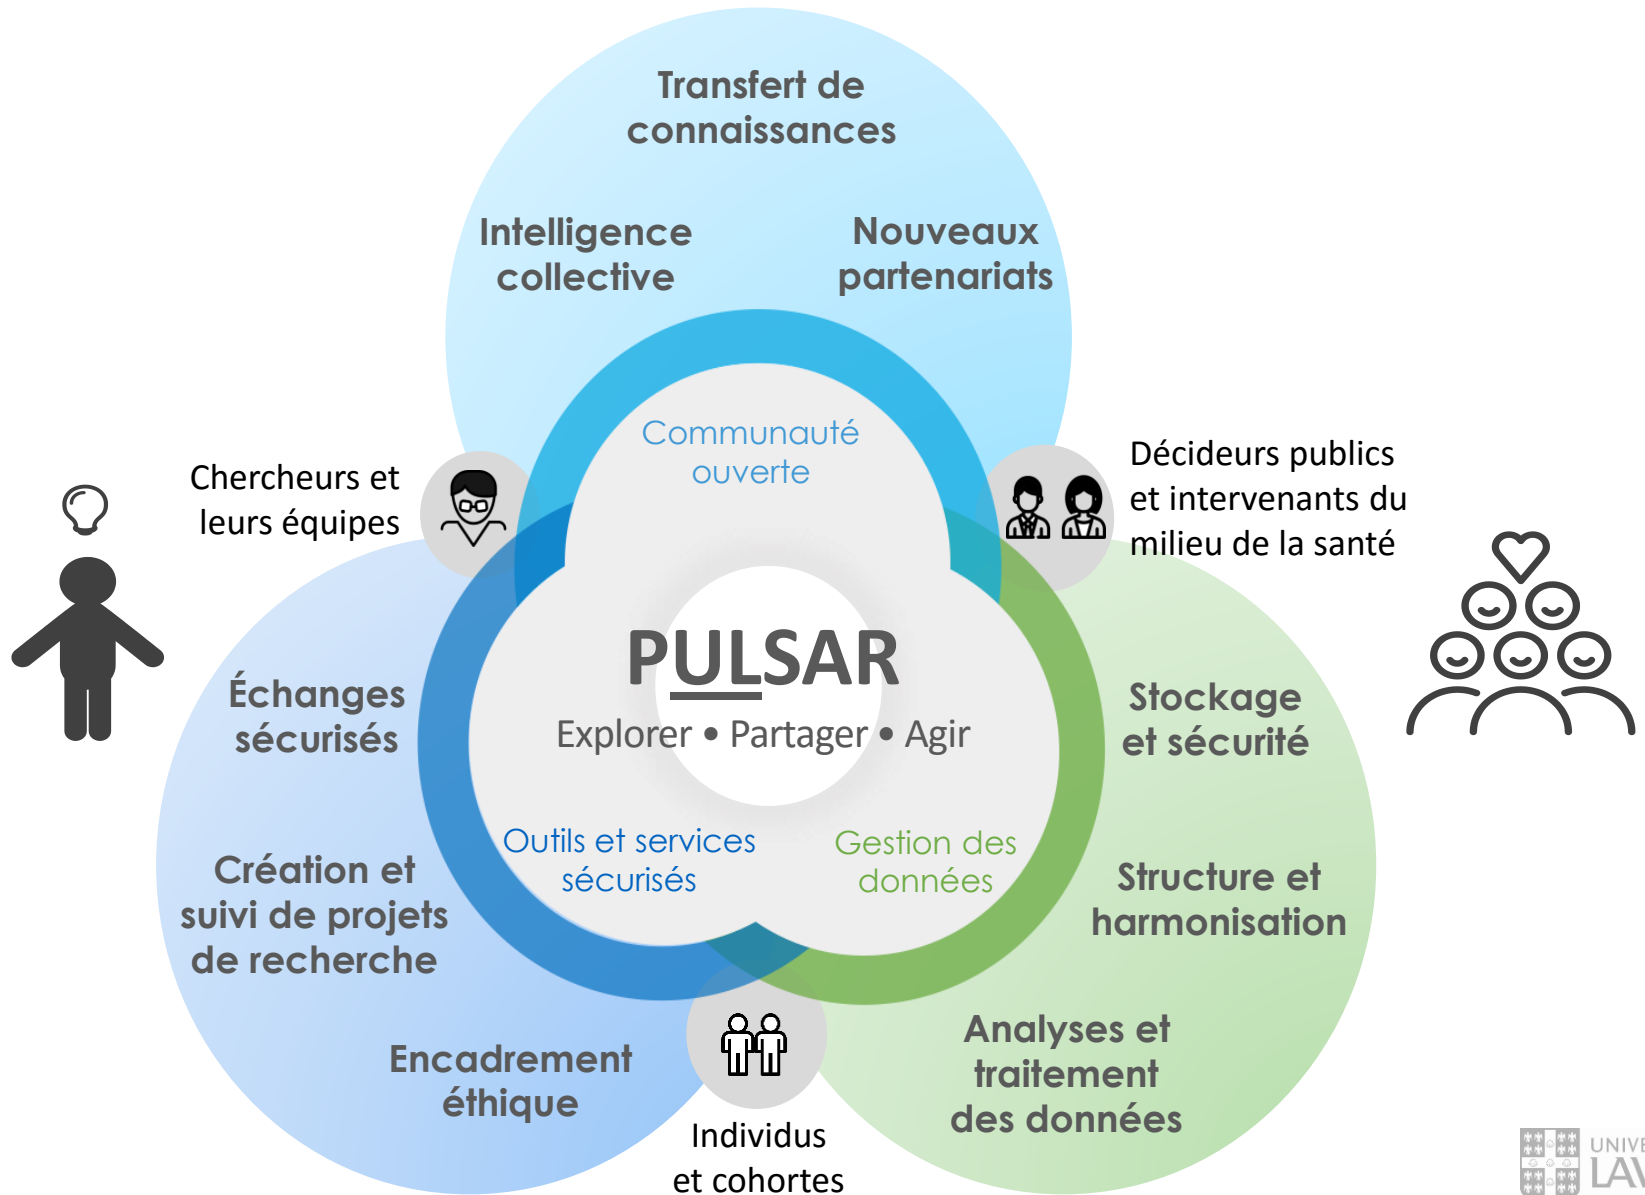 Transfert de
connaissances
Intelligence
collective
Nouveaux
partenariats
Communauté
ouverte
Chercheurs et
leurs équipes
Décideurs publics
et intervenants du
milieu de la santé
PULSAR
Explorer • Partager • Agir
Échanges
sécurisés
Création et
suivi de projets
de recherche
Encadrement
éthique
Outils et services
sécurisés
Gestion des
données
Stockage
et sécurité
Structure et
harmonisation
Analyses et
traitement
des données
Individus
et cohortes